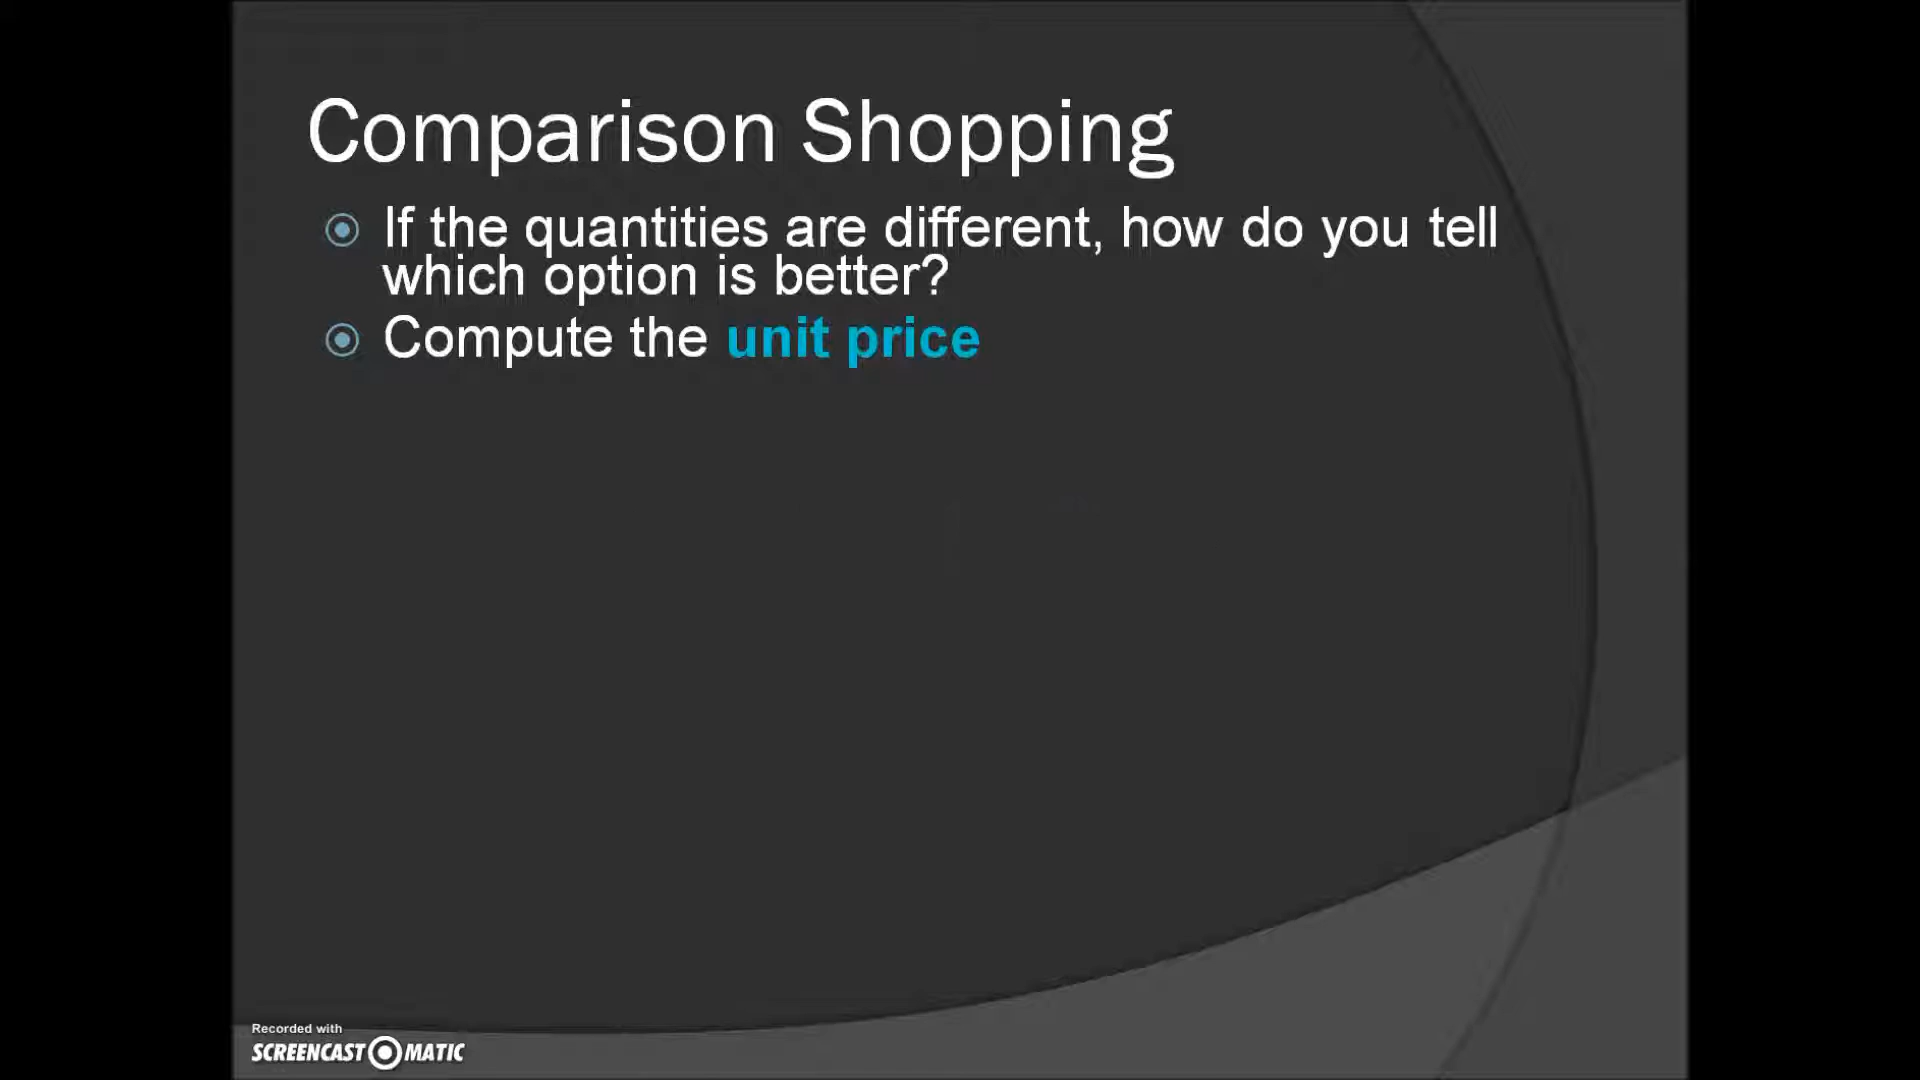 Comparison Shopping
If the quantities are different, how do you tell
which option is better?
Compute the unit price
Recorded with
SCREENCAST MATIC